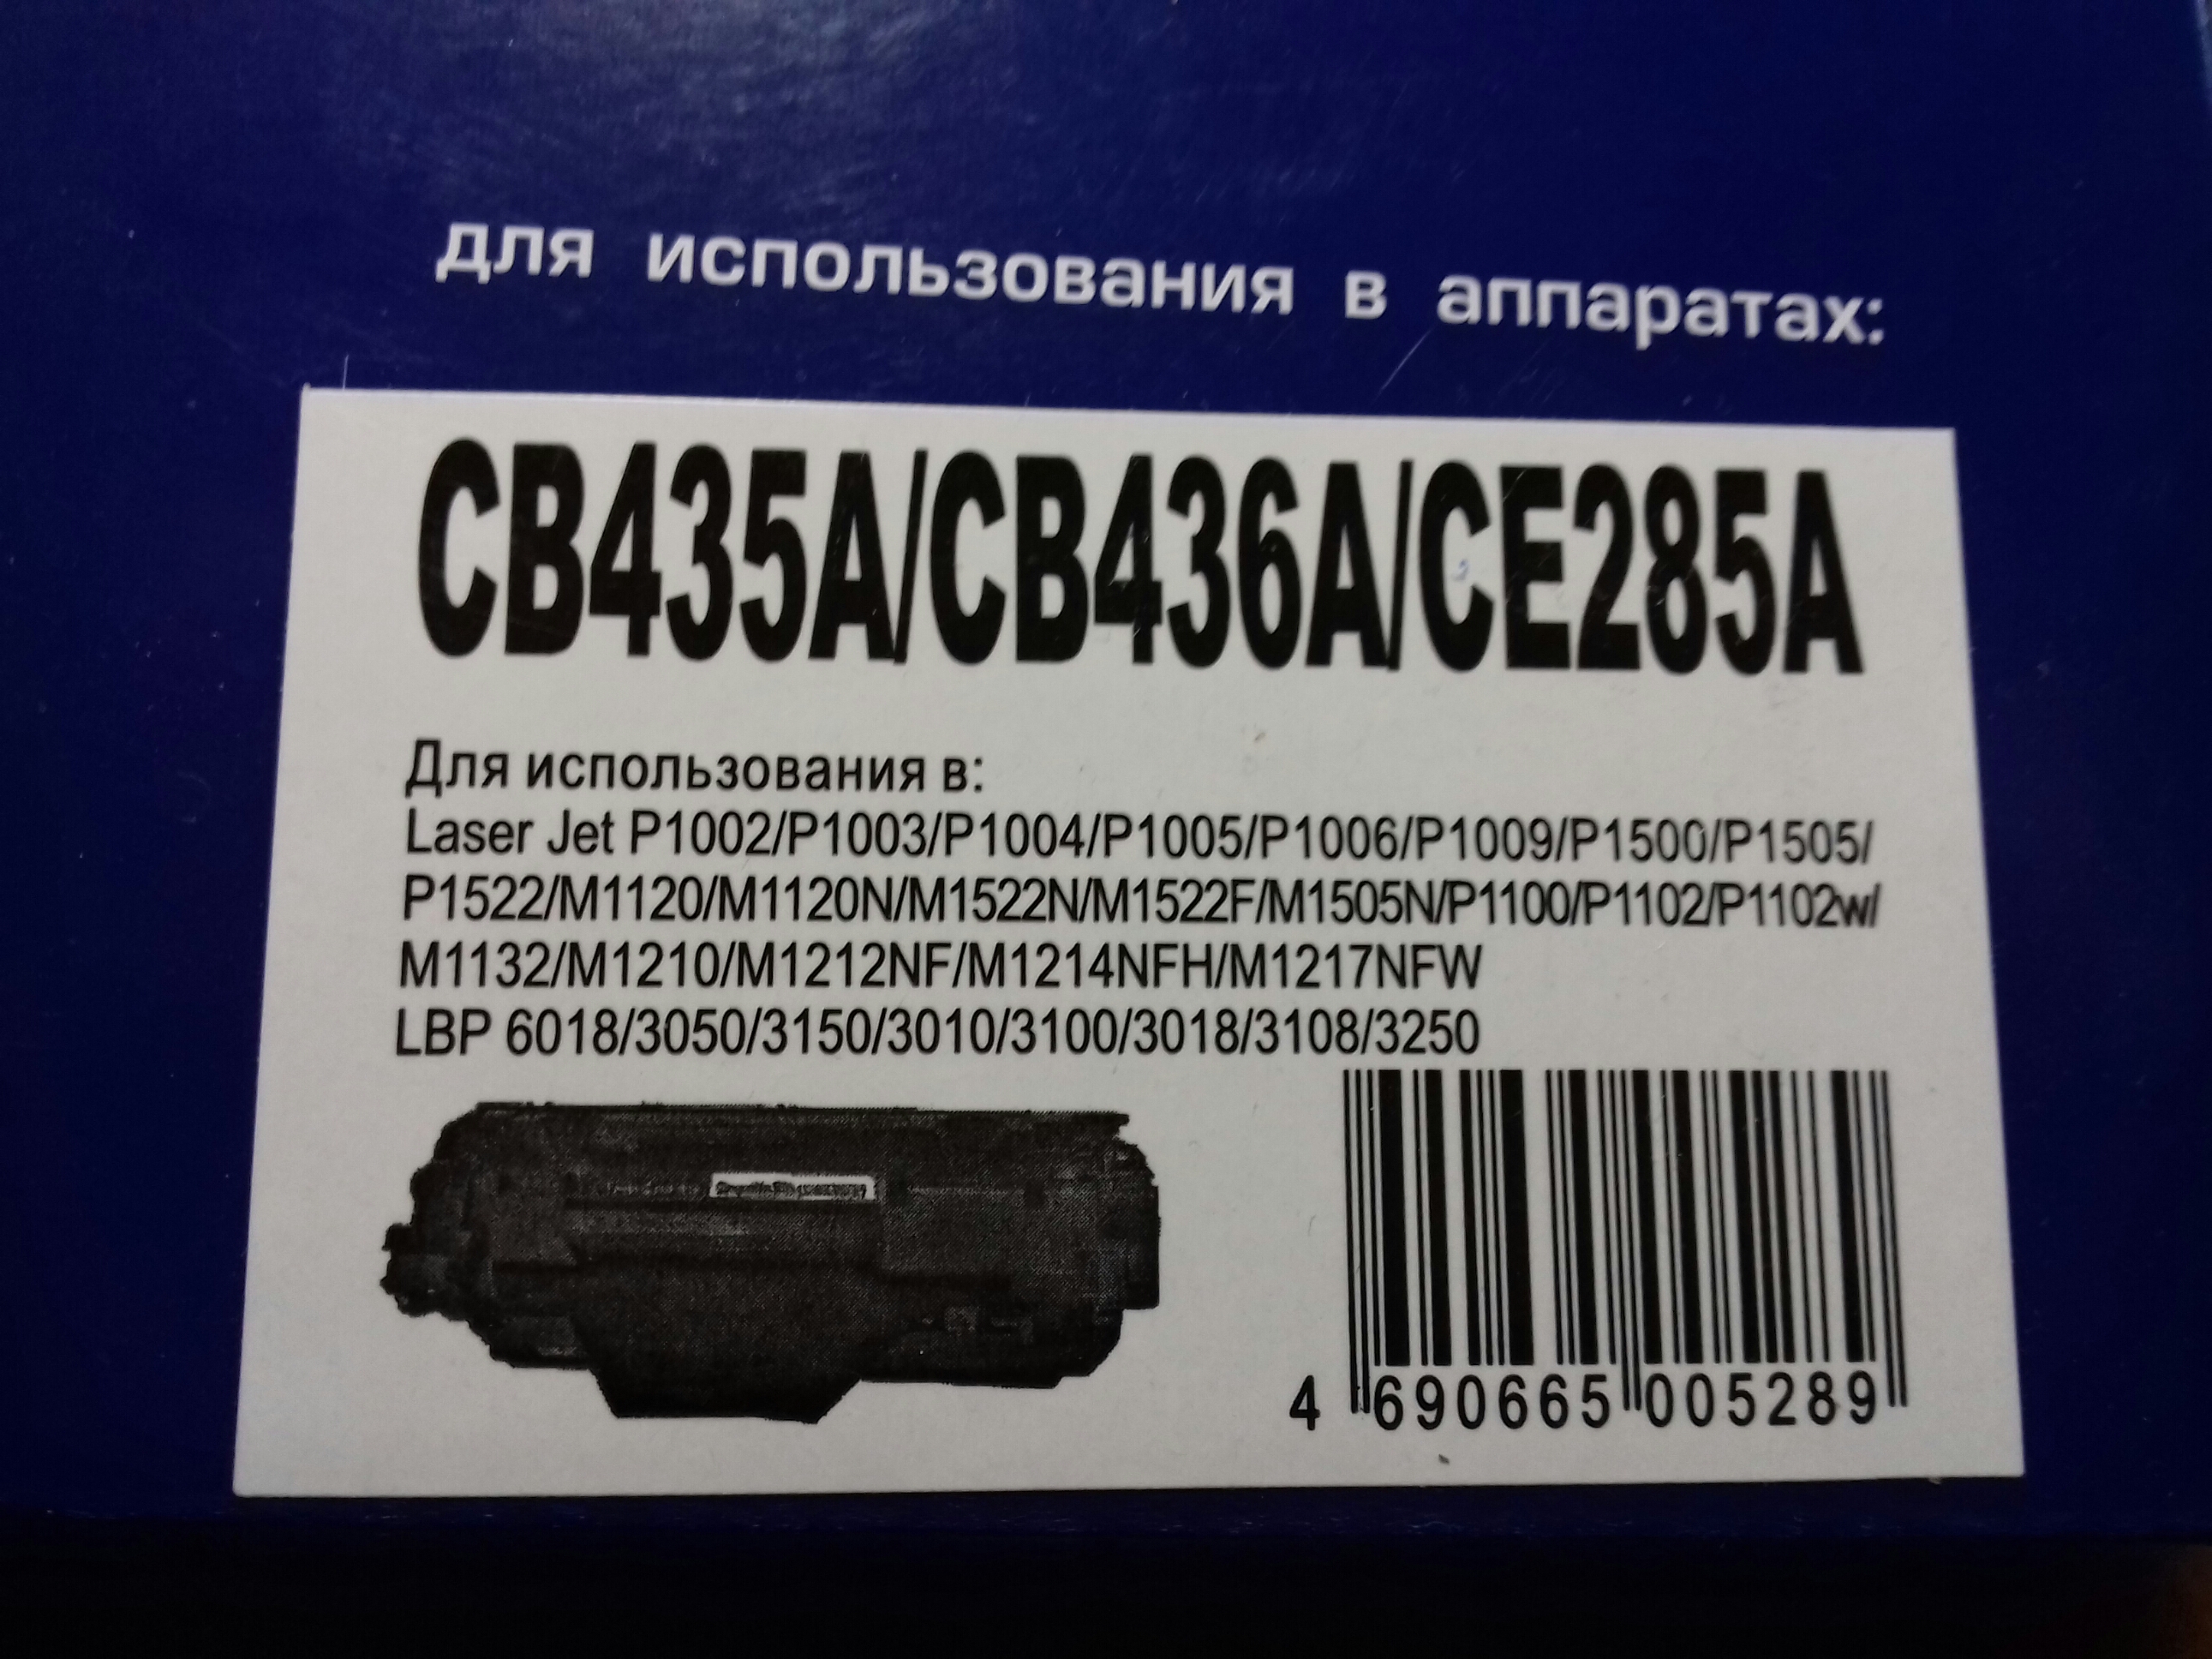 для использования в аппаратах:
CB435A/CB436A/CE285A
Для использования в:
Laser Jet P1002/P1003/P1004/P1005/P1006/P1009/P1500/P1505/
P1522/M1120/M1120N/M1522N/M1522F/M1505N/P1100/P1102/P1102w/
M1132/M1210/M1212NF/M1214NFH/M1217NFW
LBP 6018/3050/3150/3010/3100/3018/3108/3250
4 690665 005289